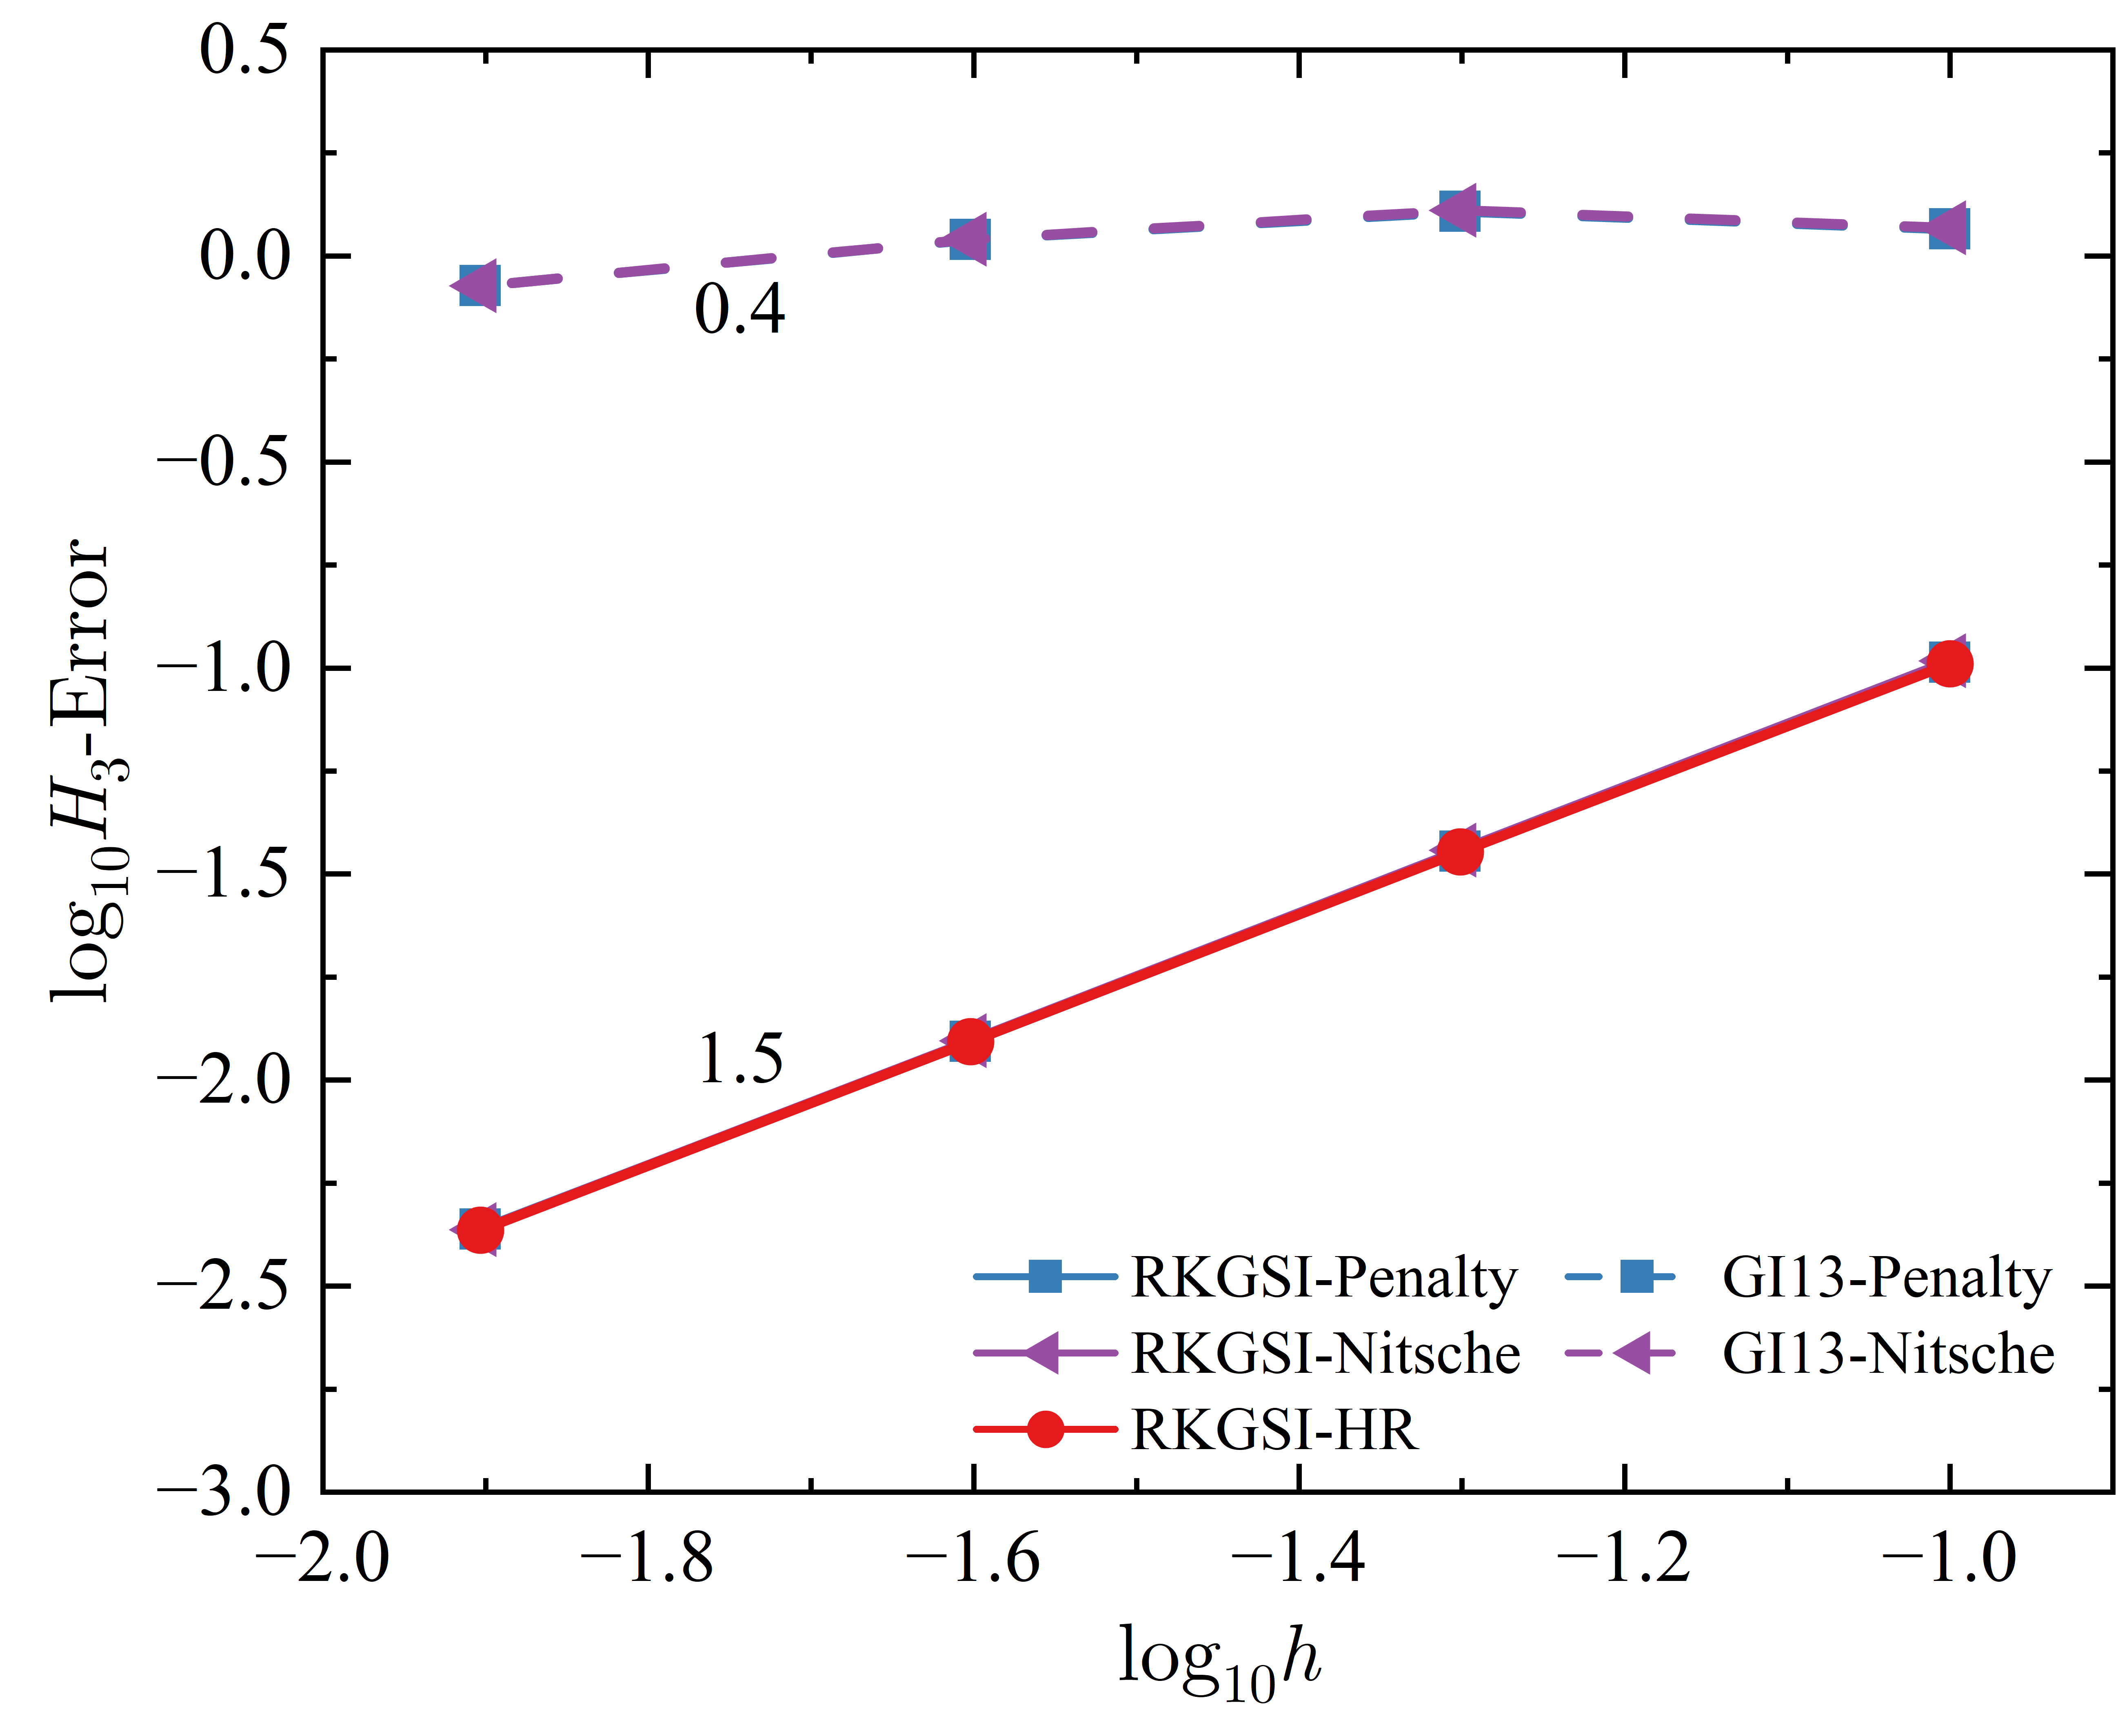 0.5
0.0
−0.5
−1.0
−1.5
−2.0
−2.5
−3.0
log₁₀H₃-Error
0.4
1.5
RKGSI-Penalty GI13-Penalty
RKGSI-Nitsche GI13-Nitsche
RKGSI-HR
−2.0 −1.8 −1.6 −1.4 −1.2 −1.0
log₁₀h